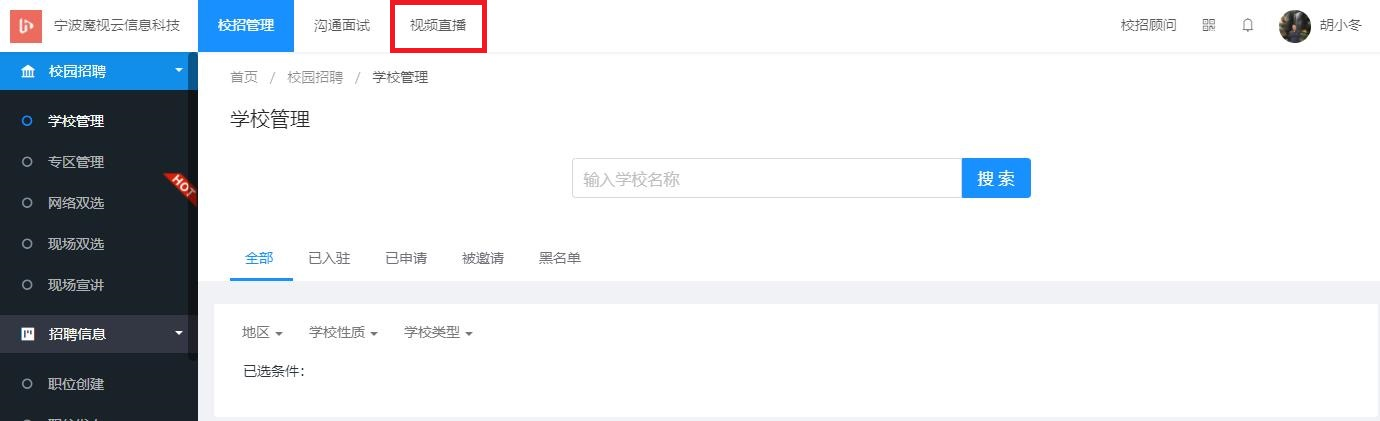 宁波魔视云信息科技 校招管理 沟通面试 视频直播 校招顾问 胡小冬
校园招聘
学校管理
专区管理
HOT
网络双选
现场双选
现场宣讲
招聘信息
职位创建
首页 / 校园招聘 / 学校管理
学校管理
输入学校名称 搜 索
全部 已入驻 已申请 被邀请 黑名单
地区 学校性质 学校类型
已选条件: